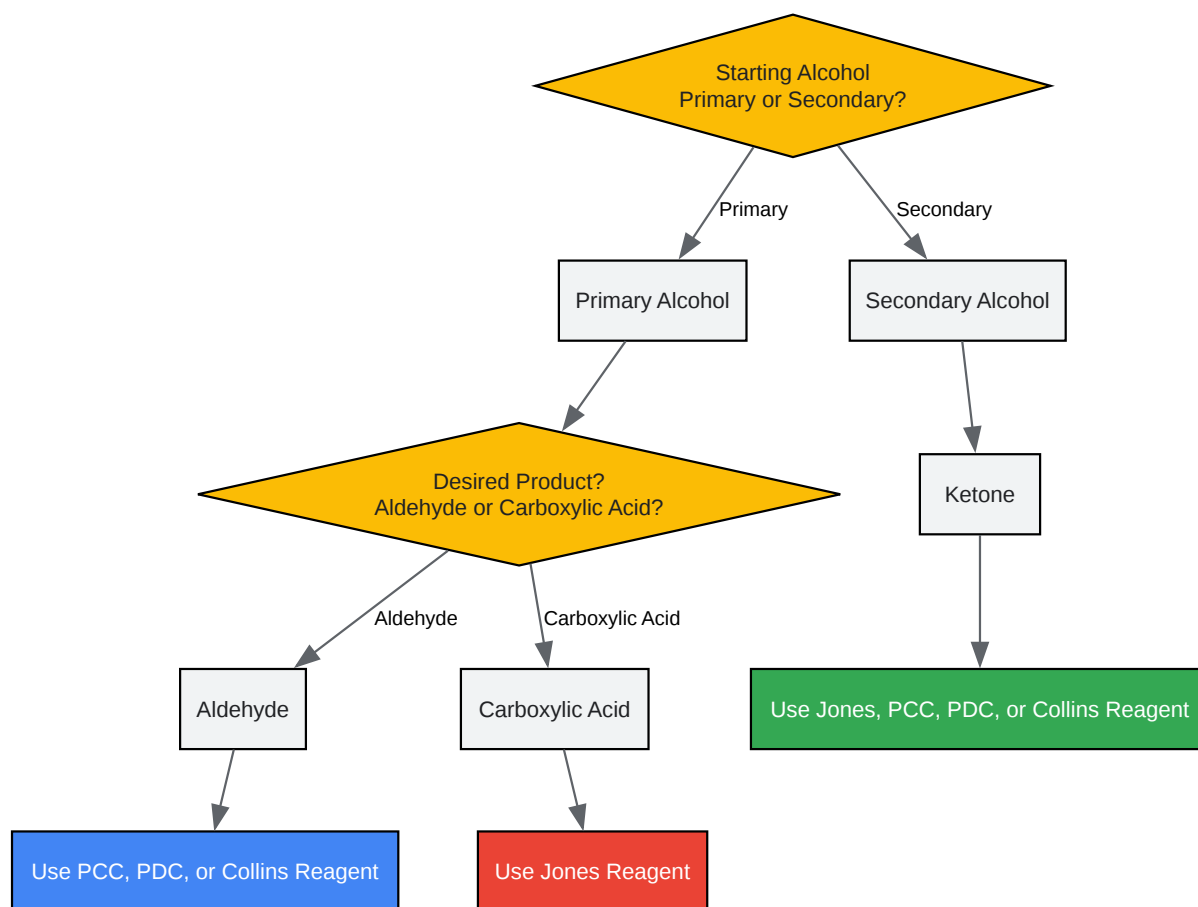 Starting Alcohol
Primary or Secondary?
Primary
Secondary
Primary Alcohol
Secondary Alcohol
Desired Product?
Aldehyde or Carboxylic Acid?
Ketone
Aldehyde
Carboxylic Acid
Aldehyde
Carboxylic Acid
Use Jones, PCC, PDC, or Collins Reagent
Use PCC, PDC, or Collins Reagent
Use Jones Reagent